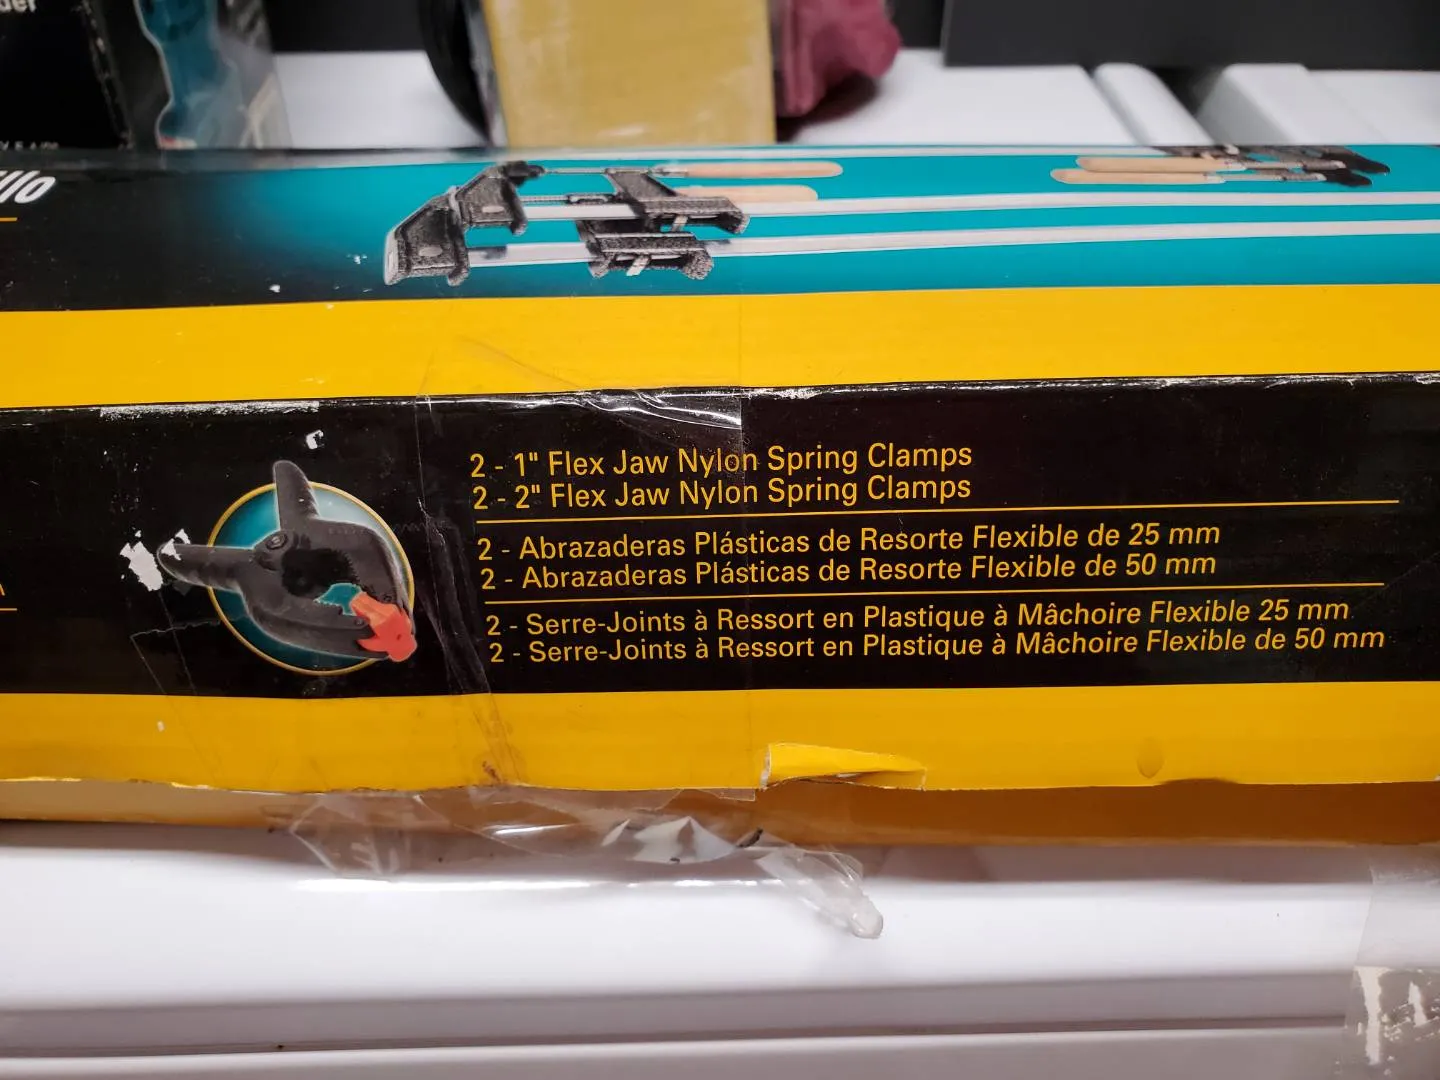 2 - 1" Flex Jaw Nylon Spring Clamps
2 - 2" Flex Jaw Nylon Spring Clamps
2 - Abrazaderas Plásticas de Resorte Flexible de 25 mm
2 - Abrazaderas Plásticas de Resorte Flexible de 50 mm
2 - Serre-Joints à Ressort en Plastique à Mâchoire Flexible 25 mm
2 - Serre-Joints à Ressort en Plastique à Mâchoire Flexible de 50 mm